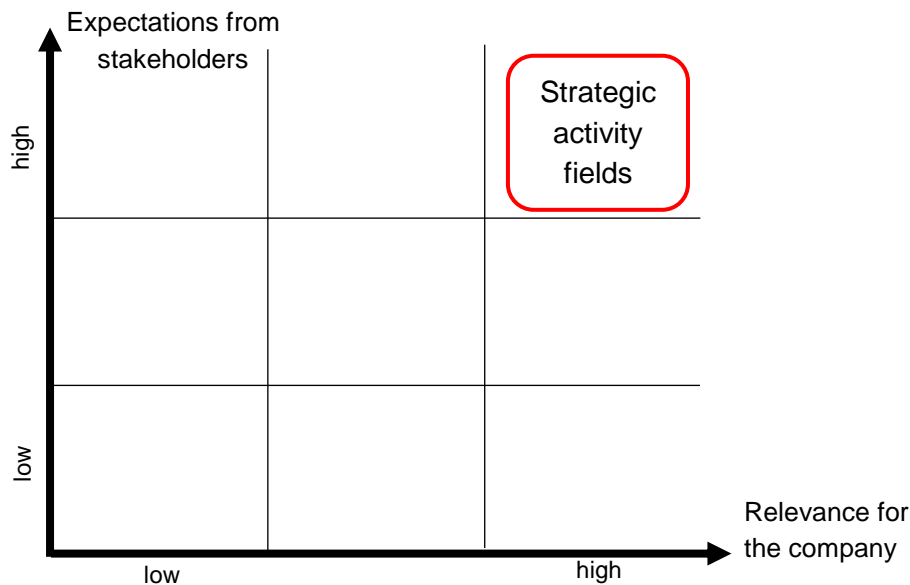 Expectations from
stakeholders
Strategic
activity
fields
high
low
Relevance for
the company
low
high